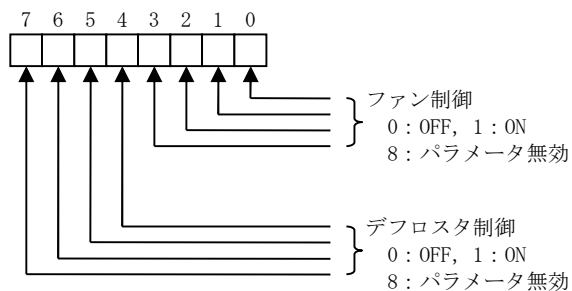 7 6 5 4 3 2 1 0
ファン制御
0：OFF, 1：ON
8：パラメータ無効
デフロスタ制御
0：OFF, 1：ON
8：パラメータ無効